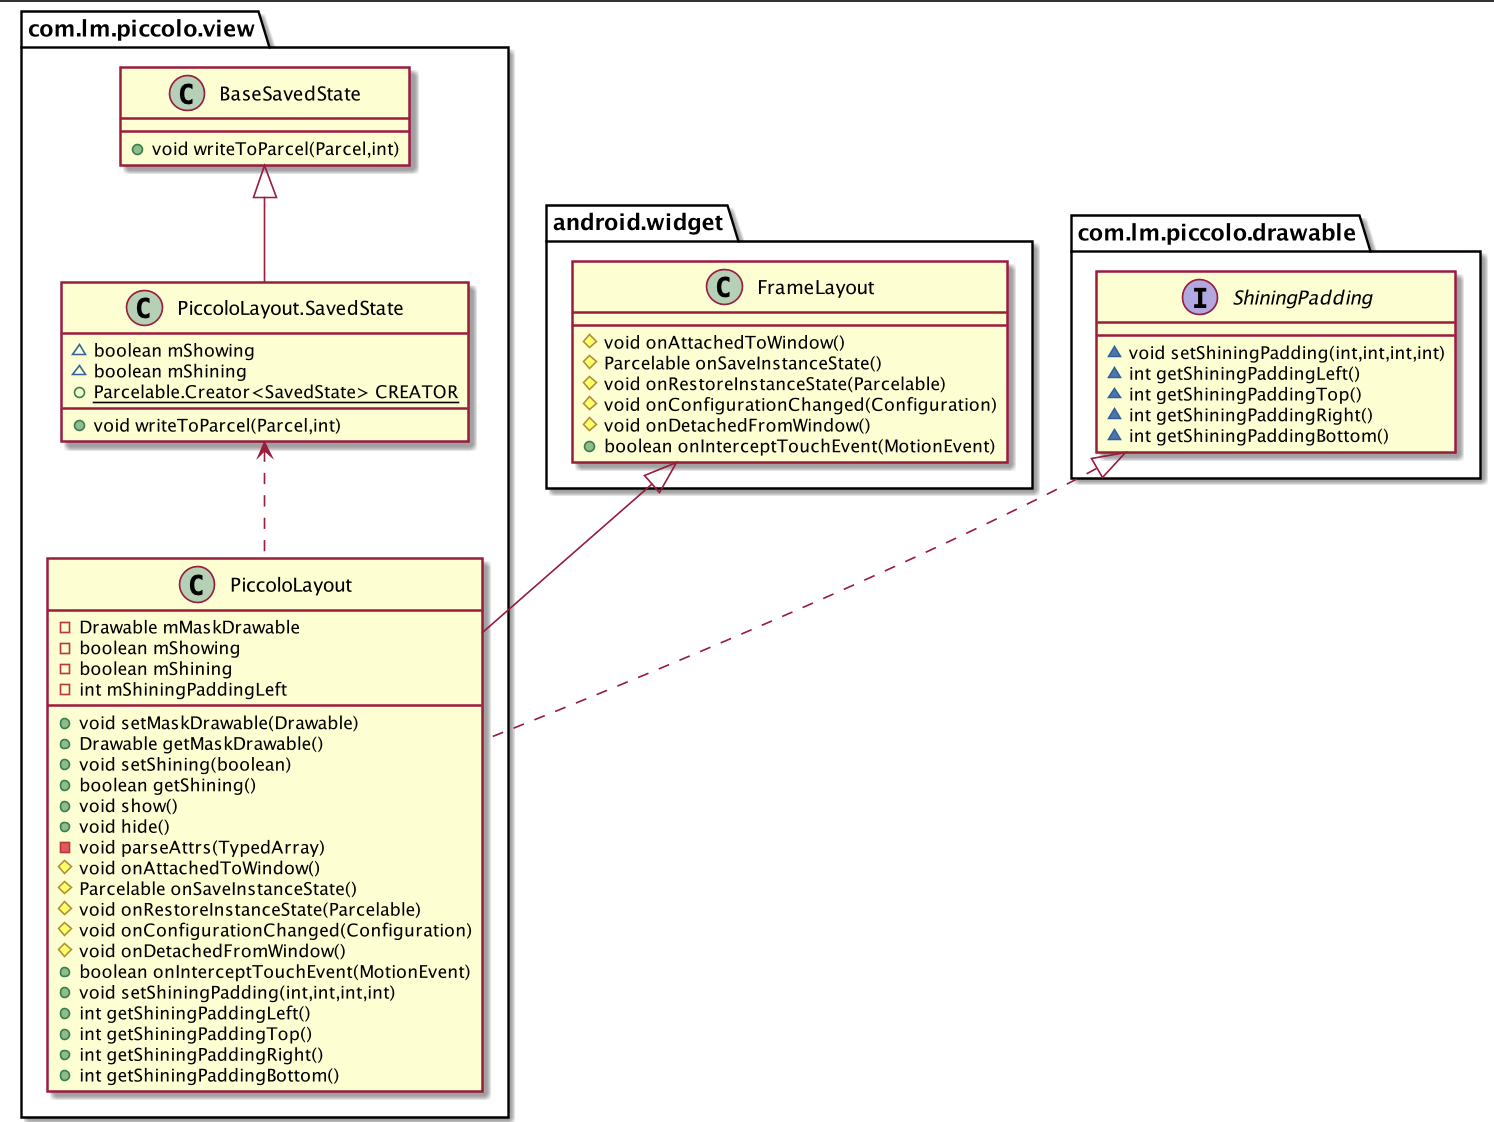 com.lm.piccolo.view
C BaseSavedState
void writeToParcel(Parcel,int)
C PiccoloLayout.SavedState
boolean mShowing
boolean mShining
Parcelable.Creator<SavedState> CREATOR
void writeToParcel(Parcel,int)
C PiccoloLayout
Drawable mMaskDrawable
boolean mShowing
boolean mShining
int mShiningPaddingLeft
void setMaskDrawable(Drawable)
Drawable getMaskDrawable()
void setShining(boolean)
boolean getShining()
void show()
void hide()
void parseAttrs(TypedArray)
void onAttachedToWindow()
Parcelable onSaveInstanceState()
void onRestoreInstanceState(Parcelable)
void onConfigurationChanged(Configuration)
void onDetachedFromWindow()
boolean onInterceptTouchEvent(MotionEvent)
void setShiningPadding(int,int,int,int)
int getShiningPaddingLeft()
int getShiningPaddingTop()
int getShiningPaddingRight()
int getShiningPaddingBottom()
android.widget
C FrameLayout
void onAttachedToWindow()
Parcelable onSaveInstanceState()
void onRestoreInstanceState(Parcelable)
void onConfigurationChanged(Configuration)
void onDetachedFromWindow()
boolean onInterceptTouchEvent(MotionEvent)
com.lm.piccolo.drawable
I ShiningPadding
void setShiningPadding(int,int,int,int)
int getShiningPaddingLeft()
int getShiningPaddingTop()
int getShiningPaddingRight()
int getShiningPaddingBottom()